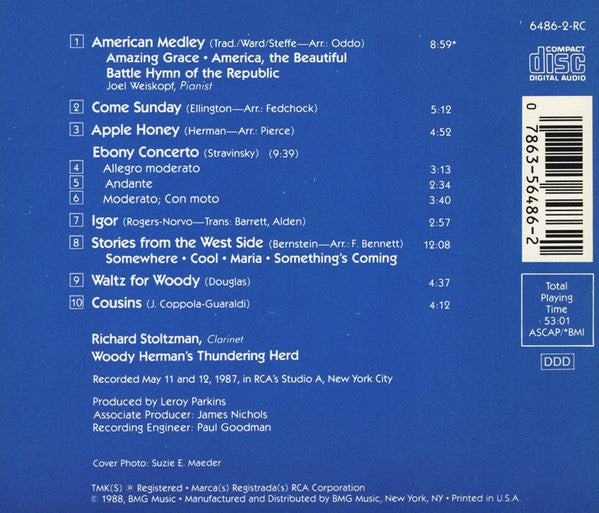 6486-2-RC
COMPACT
disc
DIGITAL AUDIO
1 American Medley (Trad./Ward/Steffe—Arr.: Oddo) 8:59*
Amazing Grace • America, the Beautiful
Battle Hymn of the Republic
Joel Weiskopf, Pianist
2 Come Sunday (Ellington—Arr.: Fedchock) 5:12
3 Apple Honey (Herman—Arr.: Pierce) 4:52
Ebony Concerto (Stravinsky) (9:39)
4 Allegro moderato 3:13
5 Andante 2:34
6 Moderato; Con moto 3:40
7 Igor (Rogers-Norvo—Trans: Barrett, Alden) 2:57
8 Stories from the West Side (Bernstein—Arr.: F. Bennett) 12:08
Somewhere • Cool • Maria • Something's Coming
9 Waltz for Woody (Douglas) 4:37
10 Cousins (J. Coppola-Guaraldi) 4:12
0 7863-56486-2
Total
Playing
Time
53:01
ASCAP/*BMI
DDD
Richard Stoltzman, Clarinet
Woody Herman's Thundering Herd
Recorded May 11 and 12, 1987, in RCA's Studio A, New York City
Produced by Leroy Parkins
Associate Producer: James Nichols
Recording Engineer: Paul Goodman
Cover Photo: Suzie E. Maeder
TMK(S) ® Registered • Marca(s) Registrada(s) RCA Corporation
© 1988, BMG Music • Manufactured and Distributed by BMG Music, New York, NY • Printed in U.S.A.